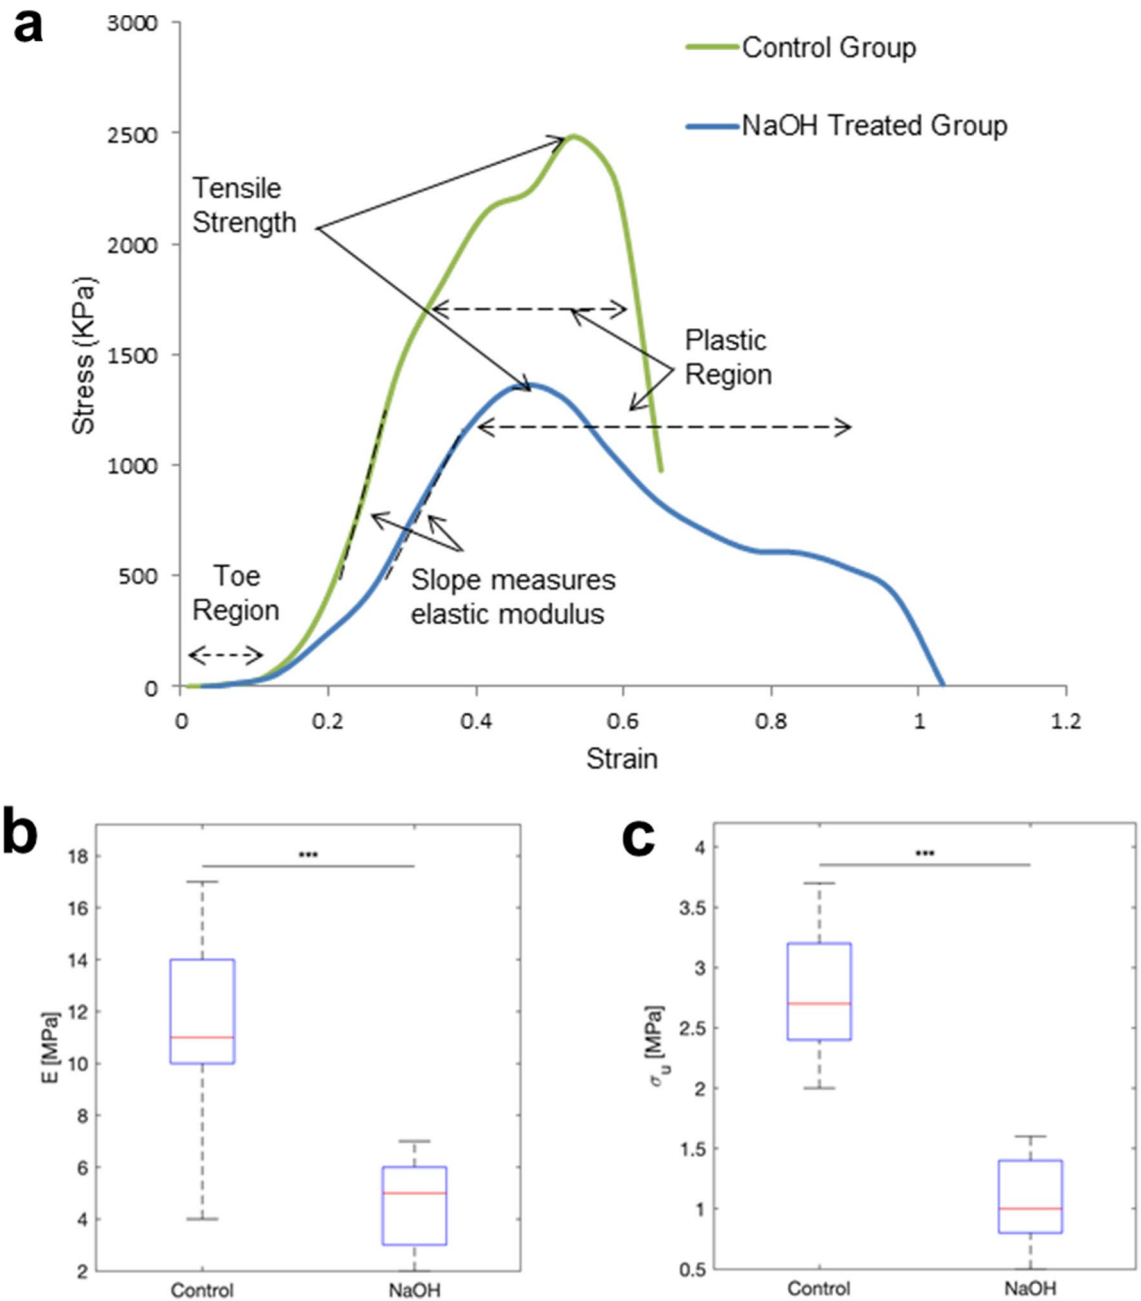 a
3000
2500
2000
1500
1000
500
0
Stress (KPa)
Control Group
NaOH Treated Group
Tensile
Strength
Plastic
Region
Toe
Region
Slope measures
elastic modulus
0 0.2 0.4 0.6 0.8 1 1.2
Strain
b
18
16
14
12
10
8
6
4
2
E [MPa]
***
Control NaOH
c
4
3.5
3
2.5
2
1.5
1
0.5
σu [MPa]
***
Control NaOH